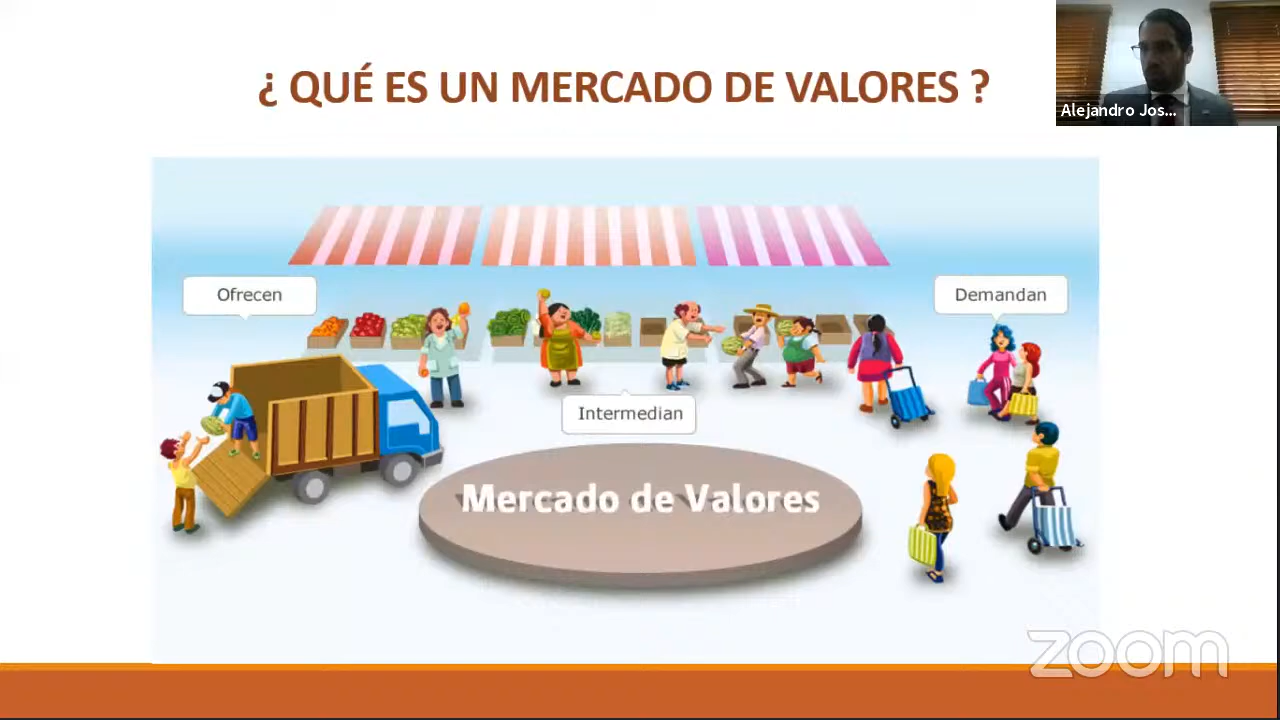 ¿ QUÉ ES UN MERCADO DE VALORES ?
Alejandro Jos...
Ofrecen
Demandan
Intermedian
Mercado de Valores
zoom